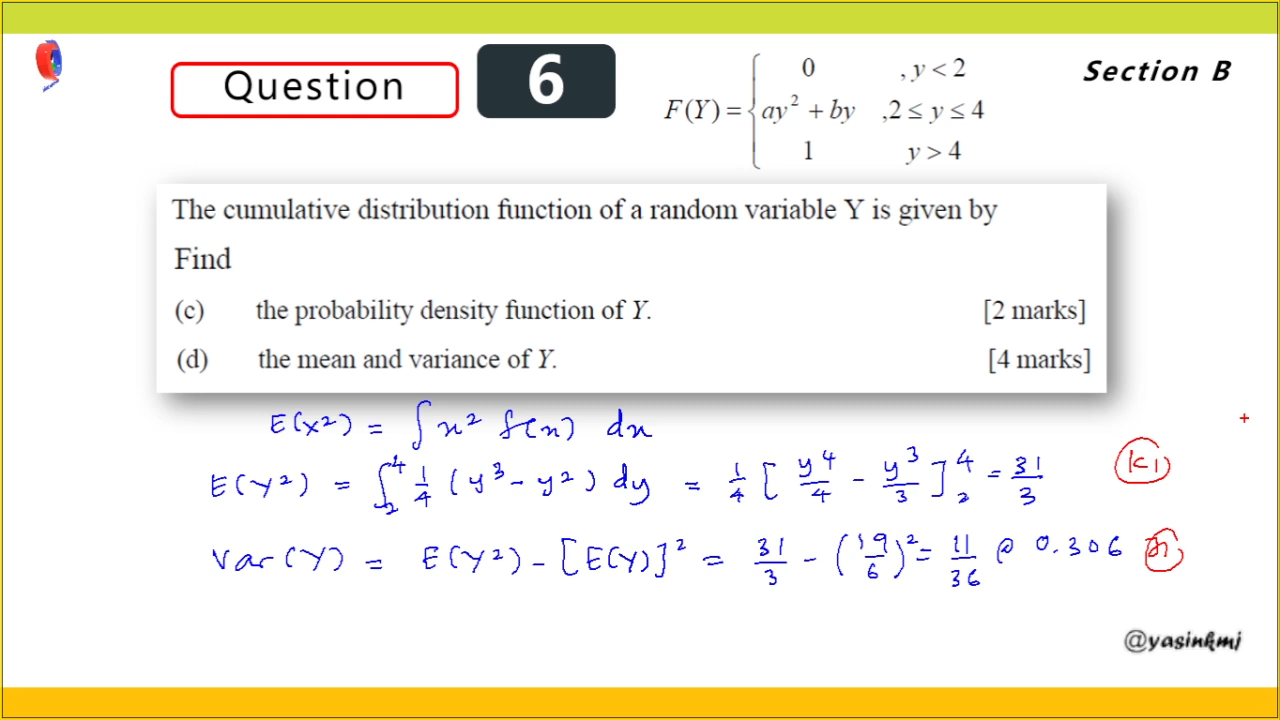 Question 6
Section B
F(Y) = { 0 , y < 2
ay² + by , 2 ≤ y ≤ 4
1 y > 4
The cumulative distribution function of a random variable Y is given by
Find
(c) the probability density function of Y. [2 marks]
(d) the mean and variance of Y. [4 marks]
E(x²) = ∫ x² f(x) dx
E(Y²) = ∫₂⁴ 1/4 (y³ - y²) dy = 1/4 [ y⁴/4 - y³/3 ]₂⁴ = 31/3 K1
Var(Y) = E(Y²) - [E(Y)]² = 31/3 - (19/6)² = 11/36 @ 0.306
@yasinkmj